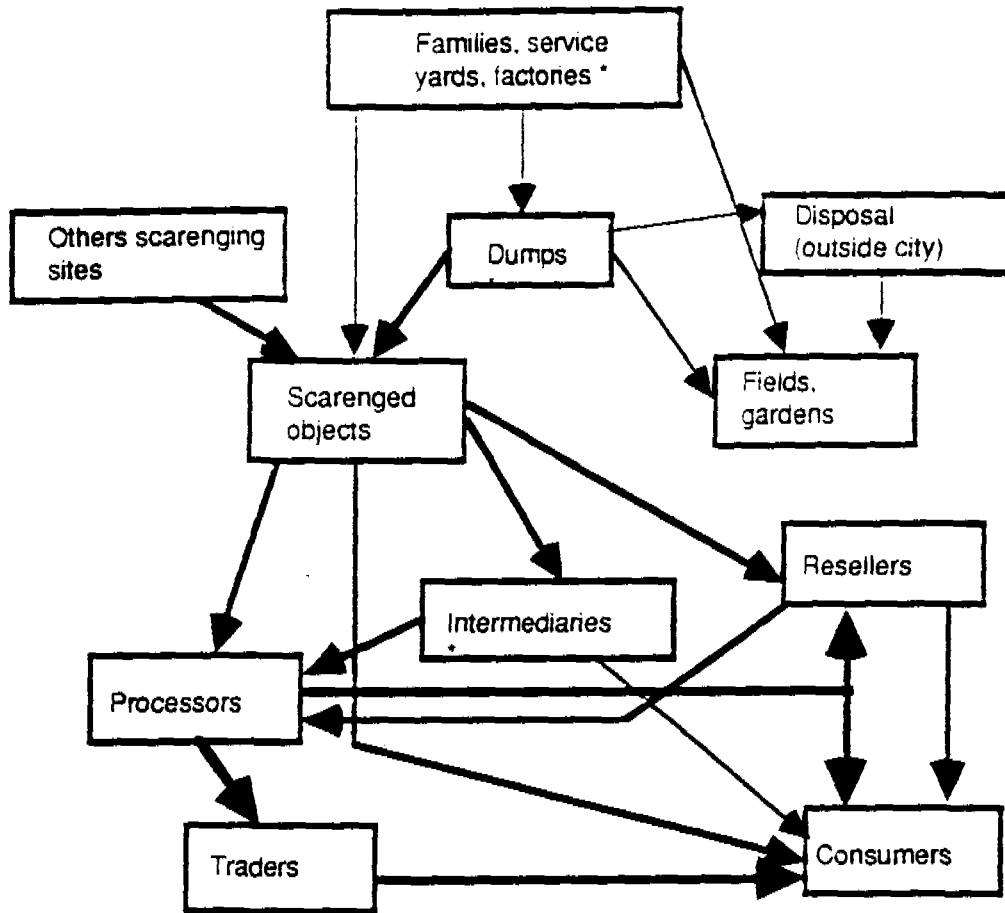 Families, service
yards, factories *
Others scarenging
sites
Dumps
Disposal
(outside city)
Scarenged
objects
Fields,
gardens
Resellers
Intermediaries
*
Processors
Traders
Consumers